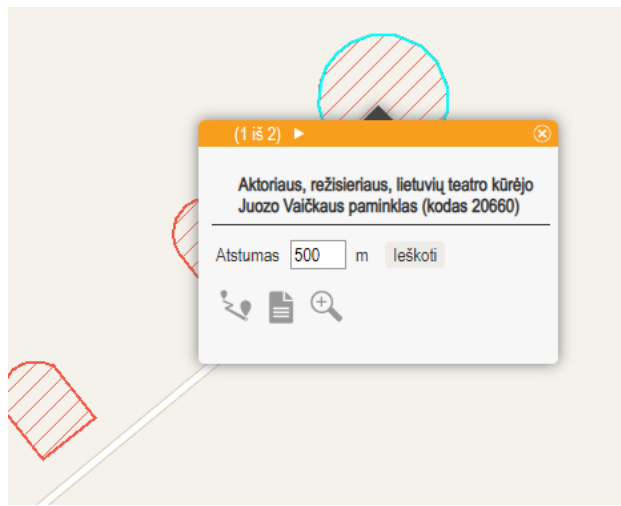 (1 iš 2)
Aktoriaus, režisieriaus, lietuvių teatro kūrėjo
Juozo Vaičkaus paminklas (kodas 20660)
Atstumas 500 m Ieškoti